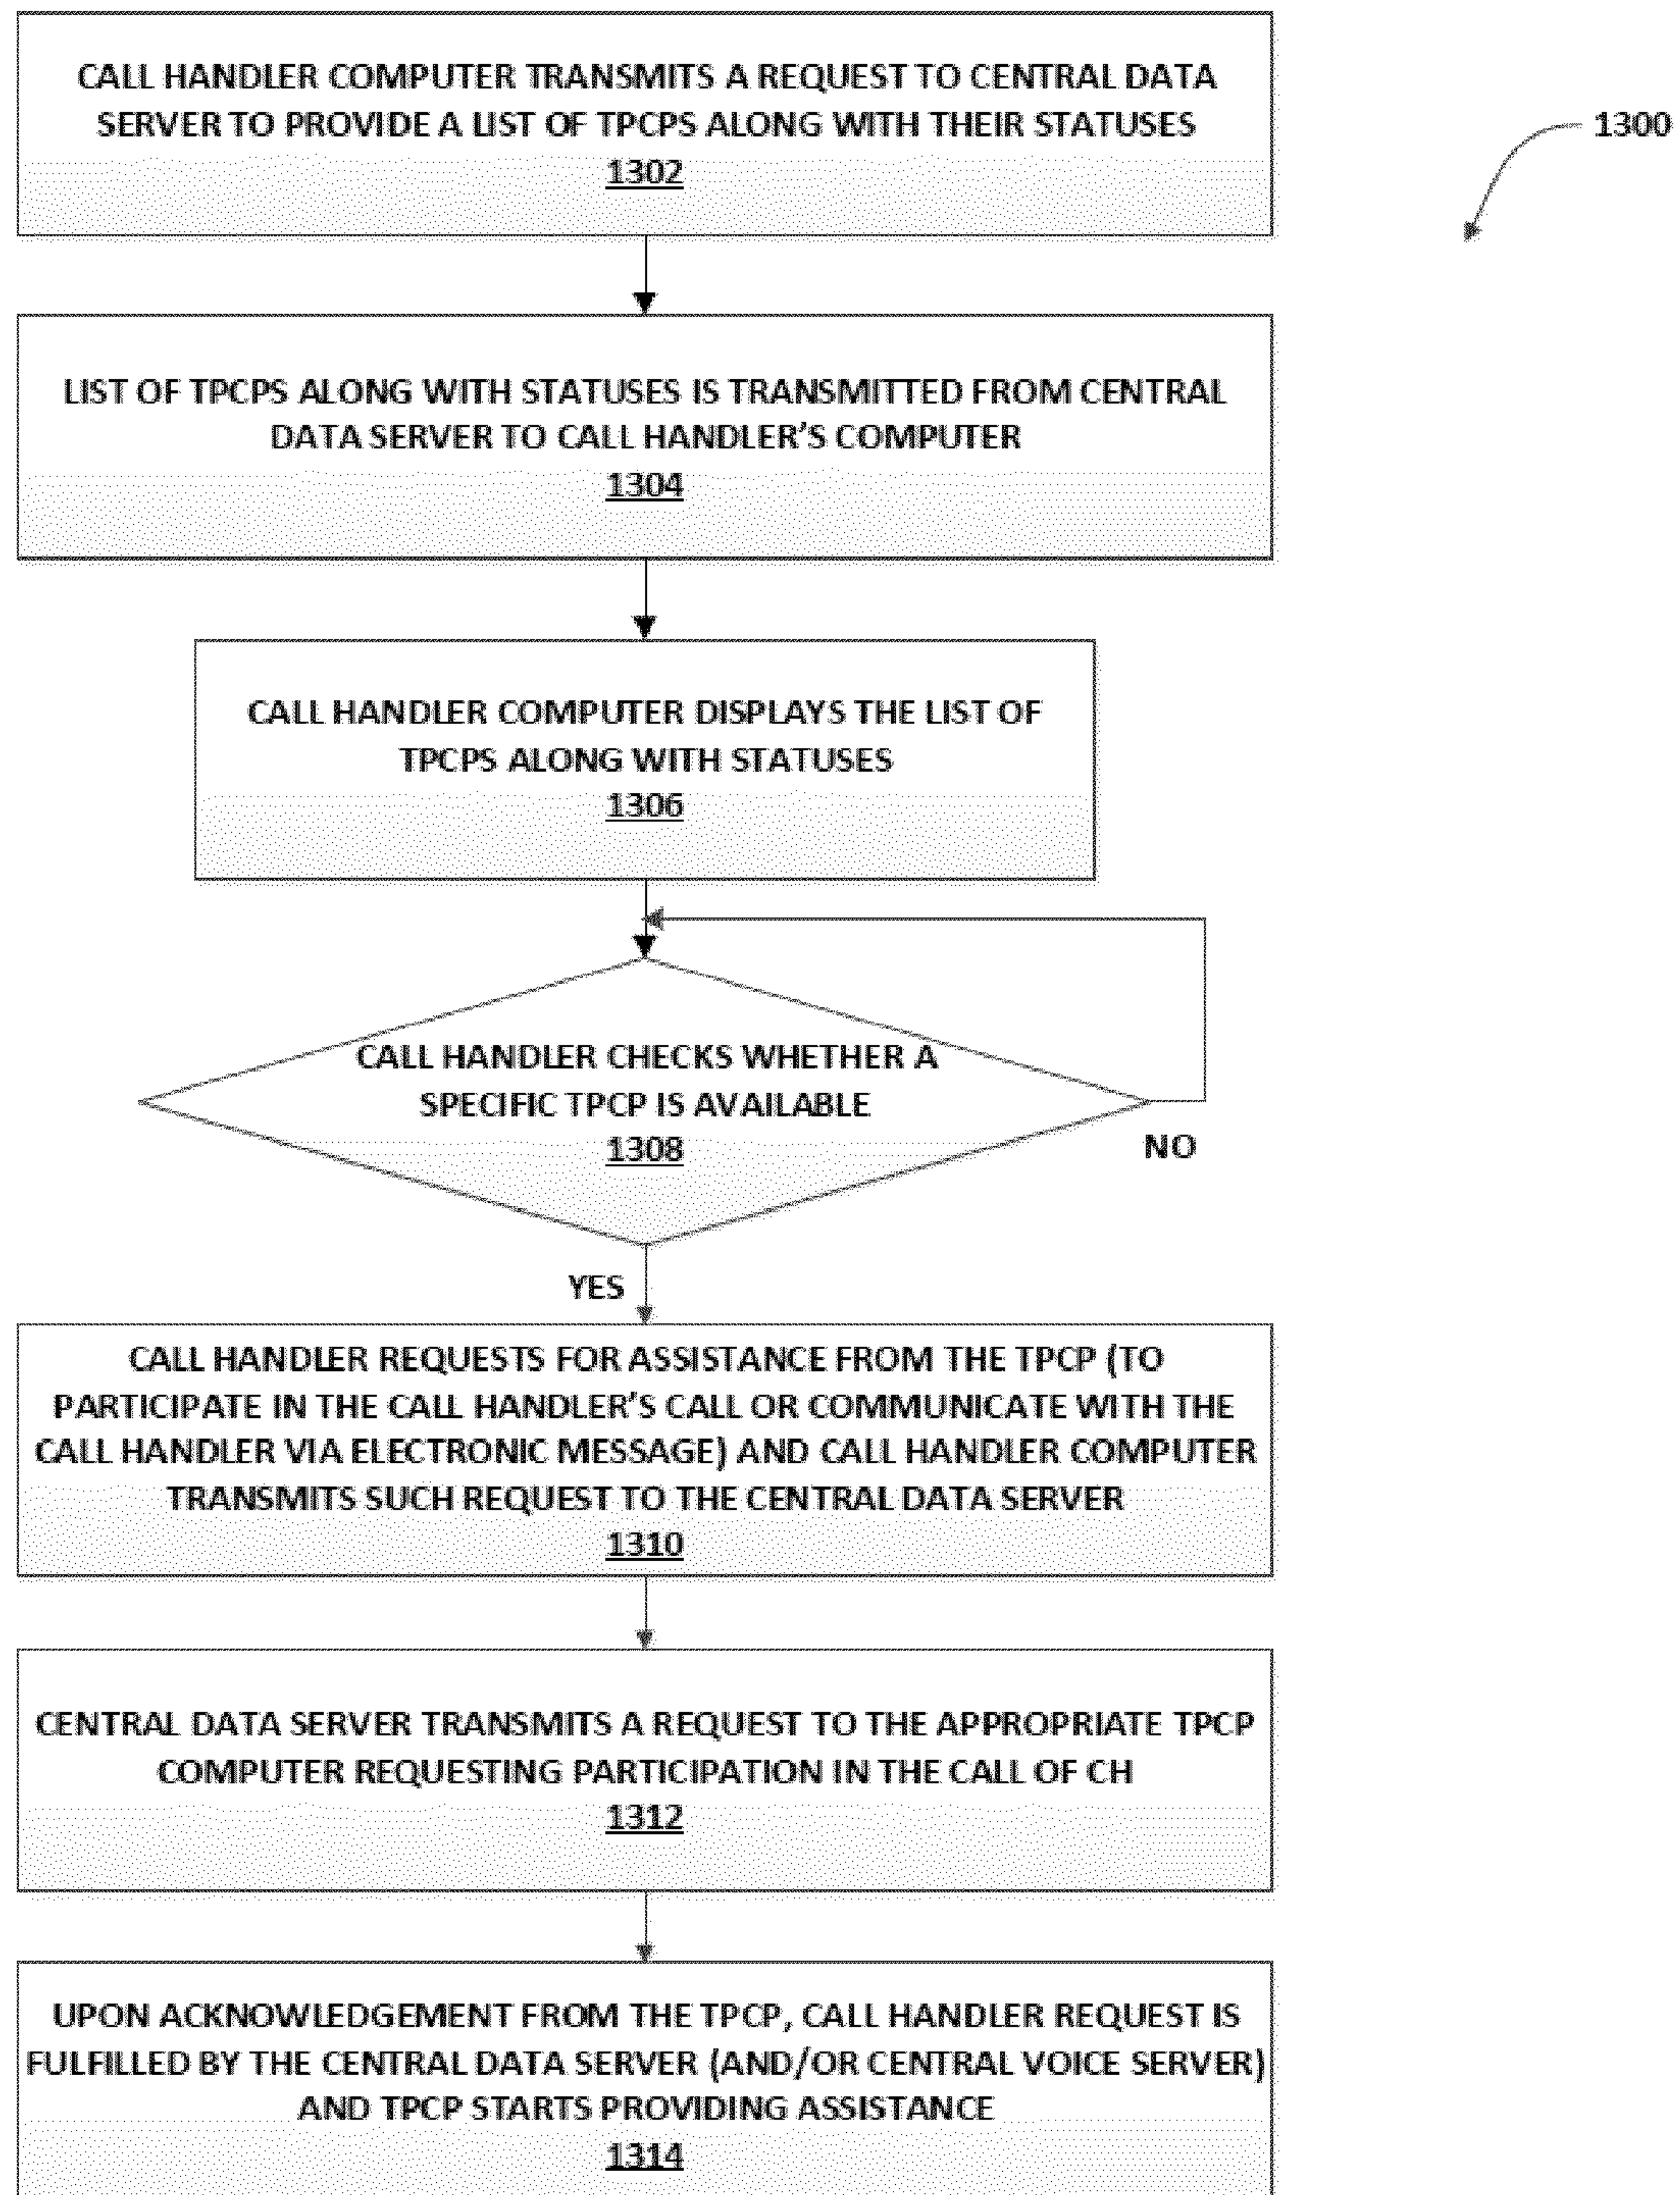 CALL HANDLER COMPUTER TRANSMITS A REQUEST TO CENTRAL DATA
SERVER TO PROVIDE A LIST OF TPCPS ALONG WITH THEIR STATUSES
1302
1300
LIST OF TPCPS ALONG WITH STATUSES IS TRANSMITTED FROM CENTRAL
DATA SERVER TO CALL HANDLER'S COMPUTER
1304
CALL HANDLER COMPUTER DISPLAYS THE LIST OF
TPCPS ALONG WITH STATUSES
1306
CALL HANDLER CHECKS WHETHER A
SPECIFIC TPCP IS AVAILABLE
1308
NO
YES
CALL HANDLER REQUESTS FOR ASSISTANCE FROM THE TPCP (TO
PARTICIPATE IN THE CALL HANDLER'S CALL OR COMMUNICATE WITH THE
CALL HANDLER VIA ELECTRONIC MESSAGE) AND CALL HANDLER COMPUTER
TRANSMITS SUCH REQUEST TO THE CENTRAL DATA SERVER
1310
CENTRAL DATA SERVER TRANSMITS A REQUEST TO THE APPROPRIATE TPCP
COMPUTER REQUESTING PARTICIPATION IN THE CALL OF CH
1312
UPON ACKNOWLEDGEMENT FROM THE TPCP, CALL HANDLER REQUEST IS
FULFILLED BY THE CENTRAL DATA SERVER (AND/OR CENTRAL VOICE SERVER)
AND TPCP STARTS PROVIDING ASSISTANCE
1314